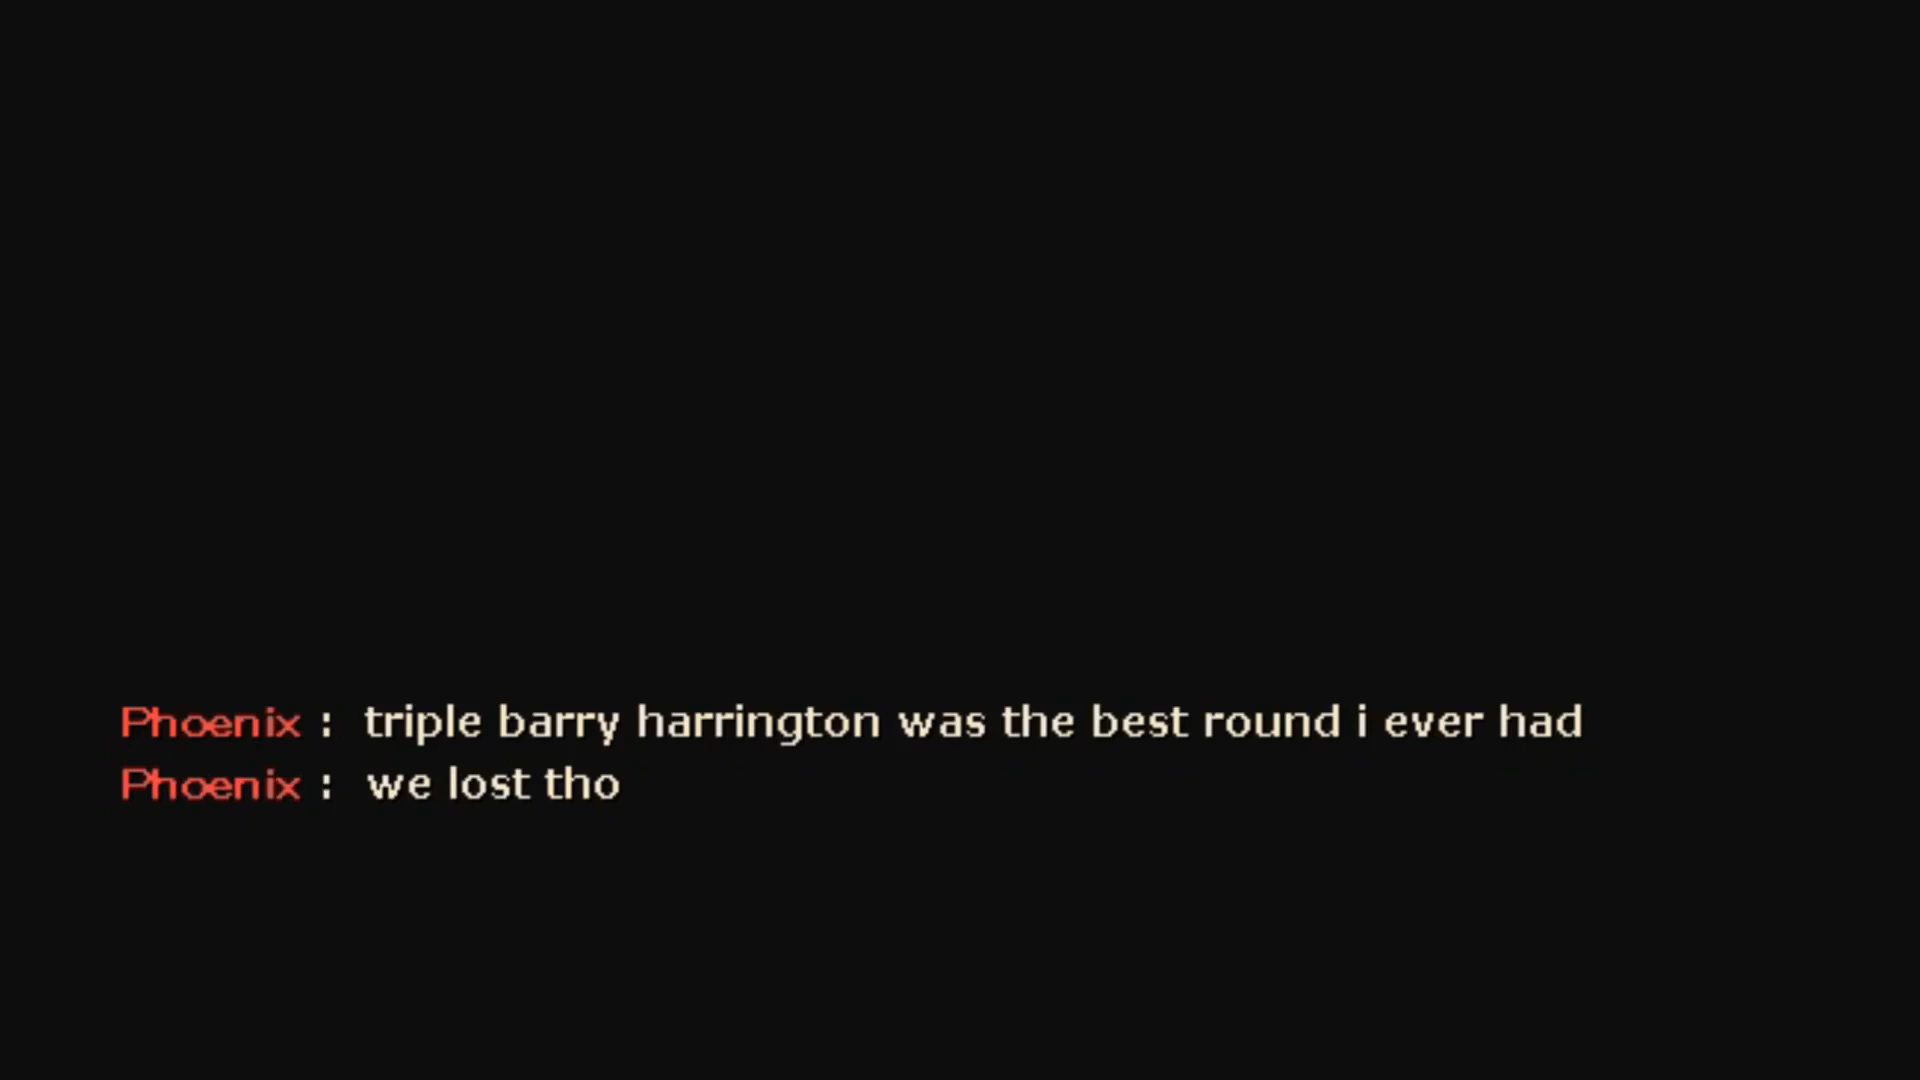 Phoenix : triple barry harrington was the best round i ever had
Phoenix : we lost tho